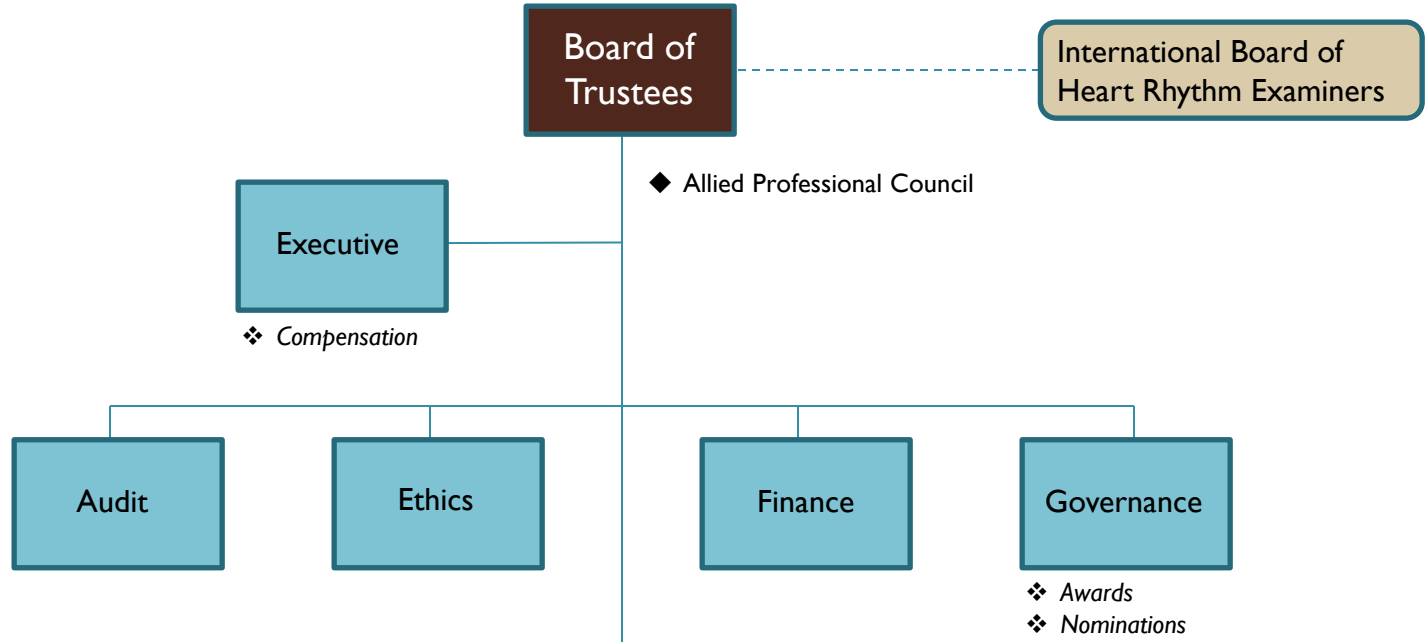 Board of
Trustees
International Board of
Heart Rhythm Examiners
◆ Allied Professional Council
Executive
❖ Compensation
Audit
Ethics
Finance
Governance
❖ Awards
❖ Nominations